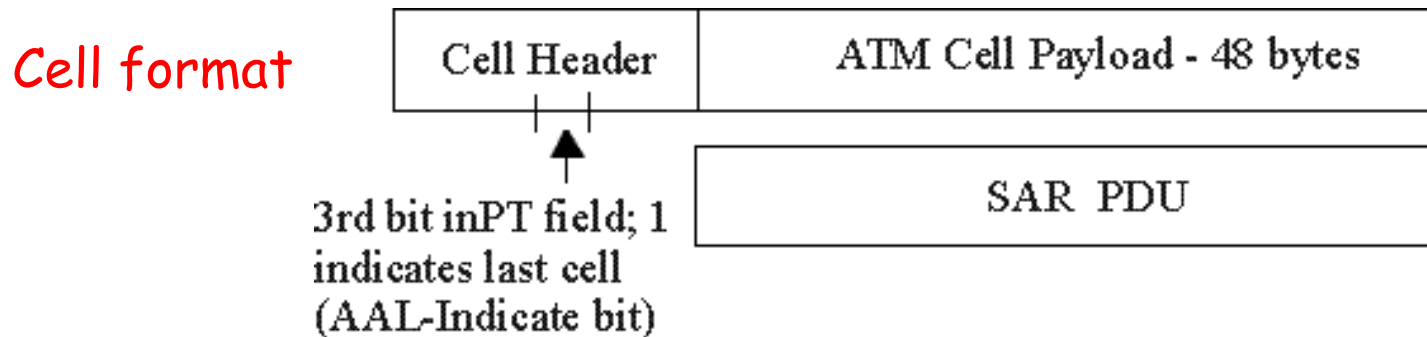 Cell format
Cell Header
ATM Cell Payload - 48 bytes
SAR PDU
3rd bit inPT field; 1
indicates last cell
(AAL-Indicate bit)